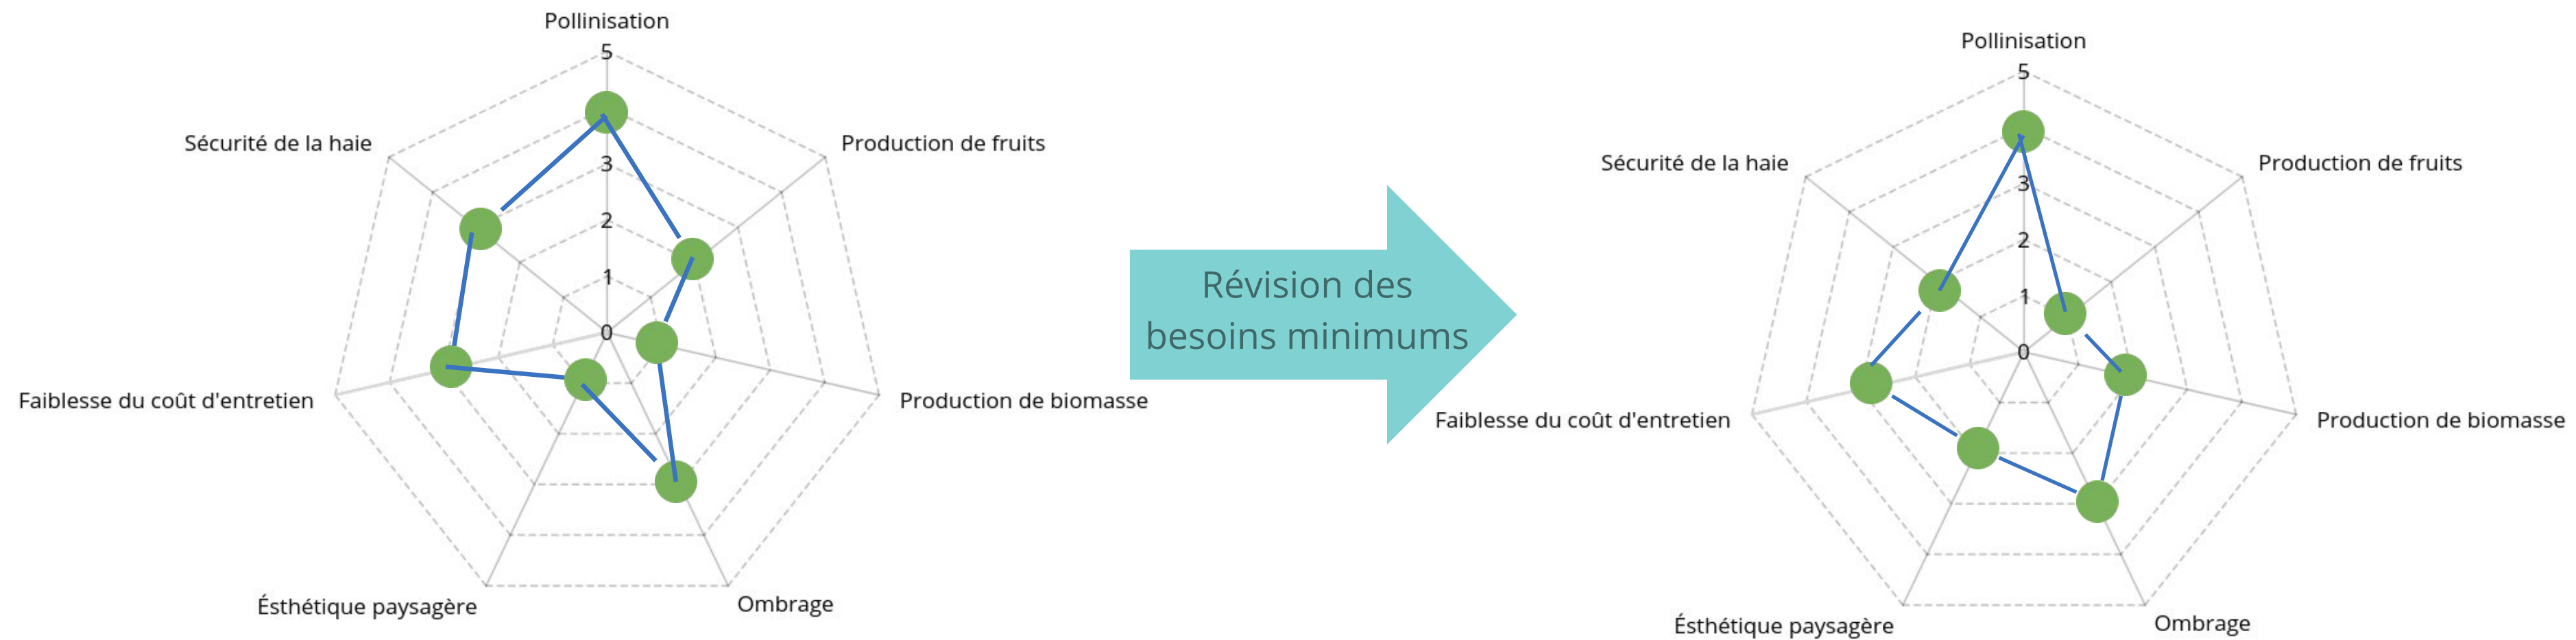 Pollinisation
5
3
2
1
0
Sécurité de la haie
Production de fruits
Faiblesse du coût d'entretien
Production de biomasse
Ésthétique paysagère
Ombrage
Révision des
besoins minimums
Pollinisation
5
3
2
1
0
Sécurité de la haie
Production de fruits
Faiblesse du coût d'entretien
Production de biomasse
Ésthétique paysagère
Ombrage